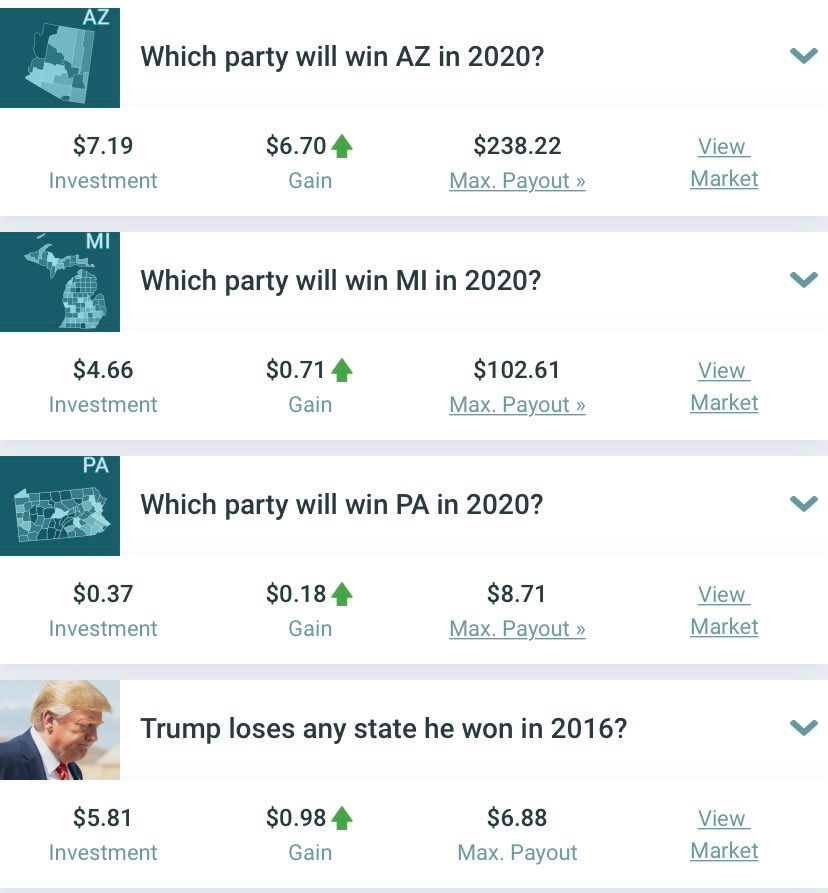 AZ
Which party will win AZ in 2020?
$7.19 $6.70 $238.22 View
Investment Gain Max. Payout » Market
MI
Which party will win MI in 2020?
$4.66 $0.71 $102.61 View
Investment Gain Max. Payout » Market
PA
Which party will win PA in 2020?
$0.37 $0.18 $8.71 View
Investment Gain Max. Payout » Market
Trump loses any state he won in 2016?
$5.81 $0.98 $6.88 View
Investment Gain Max. Payout Market